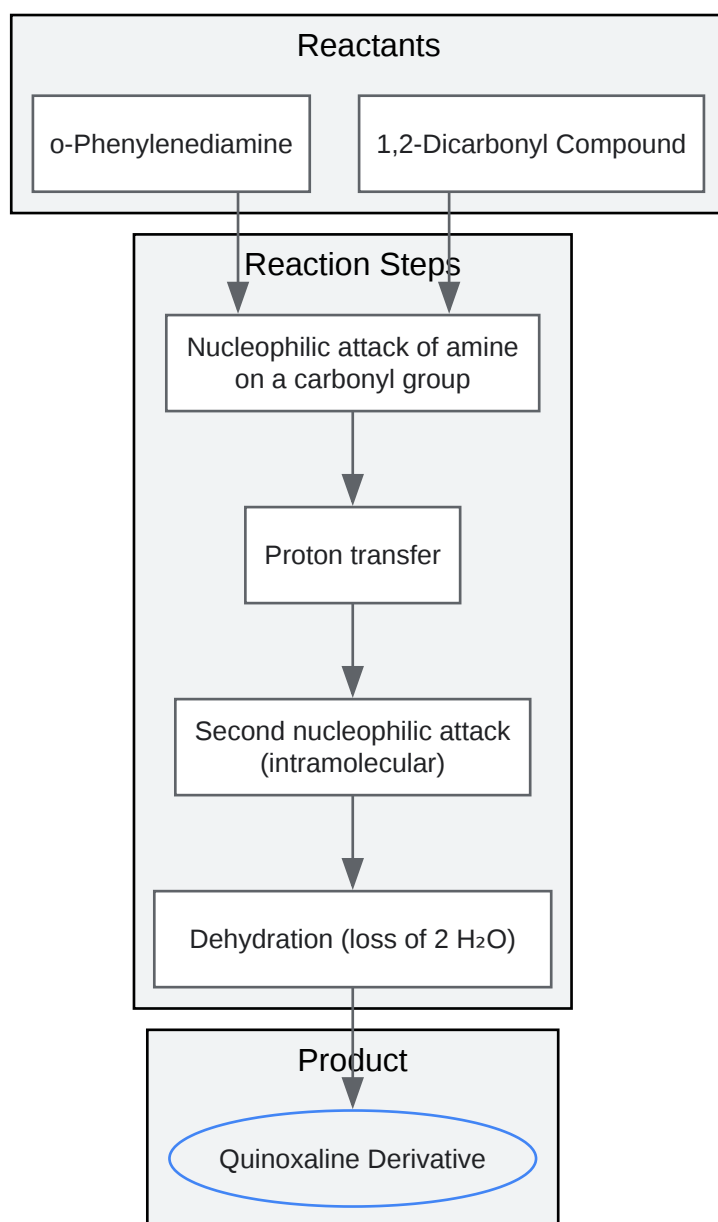 Reactants
o-Phenylenediamine
1,2-Dicarbonyl Compound
Reaction Steps
Nucleophilic attack of amine
on a carbonyl group
Proton transfer
Second nucleophilic attack
(intramolecular)
Dehydration (loss of 2 H₂O)
Product
Quinoxaline Derivative